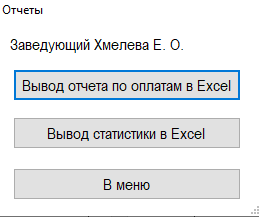 Отчеты
Заведующий Хмелева Е. О.
Вывод отчета по оплатам в Excel
Вывод статистики в Excel
В меню